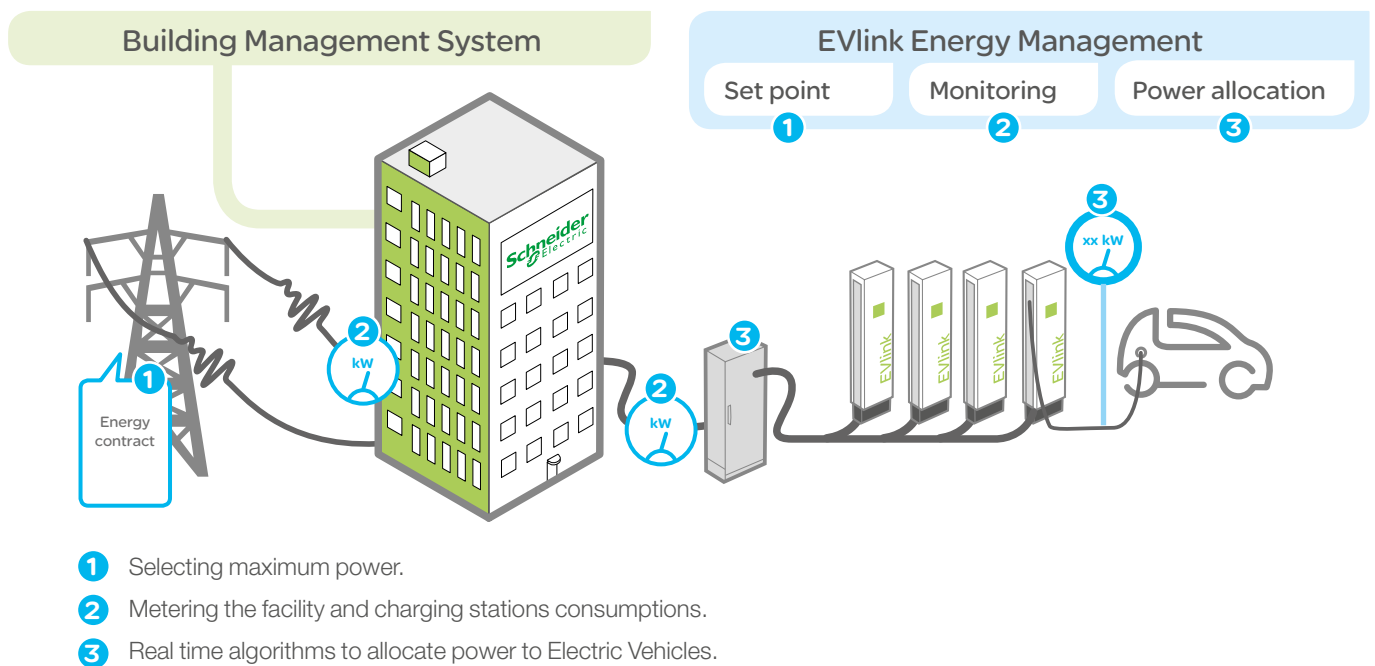 Building Management System
EVlink Energy Management
Set point
Monitoring
Power allocation
1
2
3
Schneider
Electric
3
xx kW
2
kW
3
1
Energy
contract
2
kW
EVlink
EVlink
EVlink
EVlink
1 Selecting maximum power.
2 Metering the facility and charging stations consumptions.
3 Real time algorithms to allocate power to Electric Vehicles.